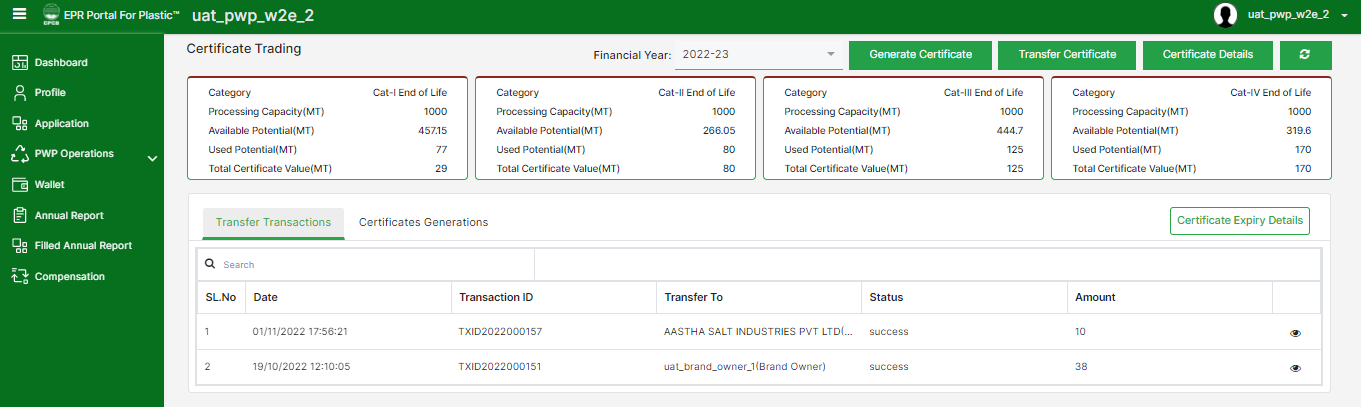 EPR Portal For Plastic™ uat_pwp_w2e_2 uat_pwp_w2e_2
CPCB
Dashboard
Profile
Application
PWP Operations
Wallet
Annual Report
Filled Annual Report
Compensation
Certificate Trading
Financial Year: 2022-23 Generate Certificate Transfer Certificate Certificate Details
Category Cat-I End of Life
Processing Capacity(MT) 1000
Available Potential(MT) 457.15
Used Potential(MT) 77
Total Certificate Value(MT) 29
Category Cat-II End of Life
Processing Capacity(MT) 1000
Available Potential(MT) 266.05
Used Potential(MT) 80
Total Certificate Value(MT) 80
Category Cat-III End of Life
Processing Capacity(MT) 1000
Available Potential(MT) 444.7
Used Potential(MT) 125
Total Certificate Value(MT) 125
Category Cat-IV End of Life
Processing Capacity(MT) 1000
Available Potential(MT) 319.6
Used Potential(MT) 170
Total Certificate Value(MT) 170
Transfer Transactions Certificates Generations Certificate Expiry Details
Search
SL.No Date Transaction ID Transfer To Status Amount
1 01/11/2022 17:56:21 TXID2022000157 AASTHA SALT INDUSTRIES PVT LTD(... success 10
2 19/10/2022 12:10:05 TXID2022000151 uat_brand_owner_1(Brand Owner) success 38